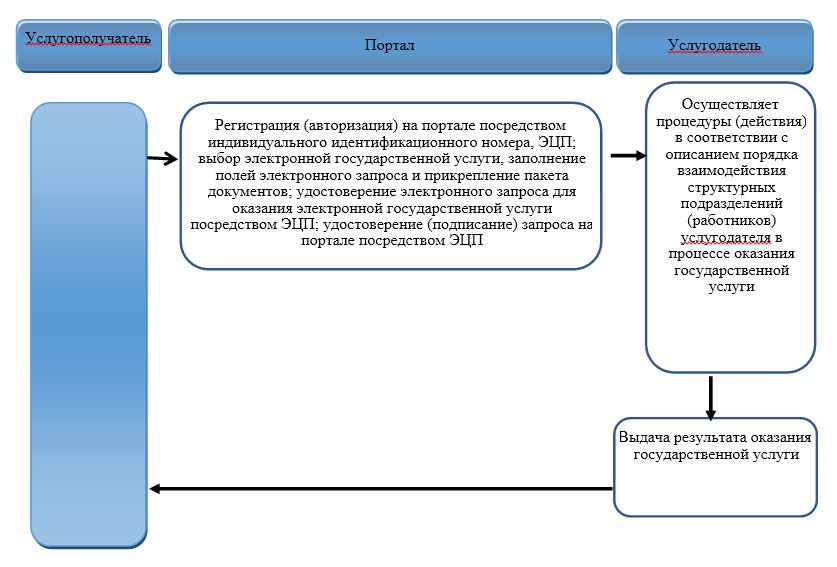 Услугополучатель
Портал
Услугодатель
Регистрация (авторизация) на портале посредством
индивидуального идентификационного номера, ЭЦП;
выбор электронной государственной услуги, заполнение
полей электронного запроса и прикрепление пакета
документов; удостоверение электронного запроса для
оказания электронной государственной услуги
посредством ЭЦП; удостоверение (подписание) запроса на
портале посредством ЭЦП
Осуществляет
процедуры (действия)
в соответствии с
описанием порядка
взаимодействия
структурных
подразделений
(работников)
услугодателя в
процессе оказания
государственной
услуги
Выдача результата оказания
государственной услуги